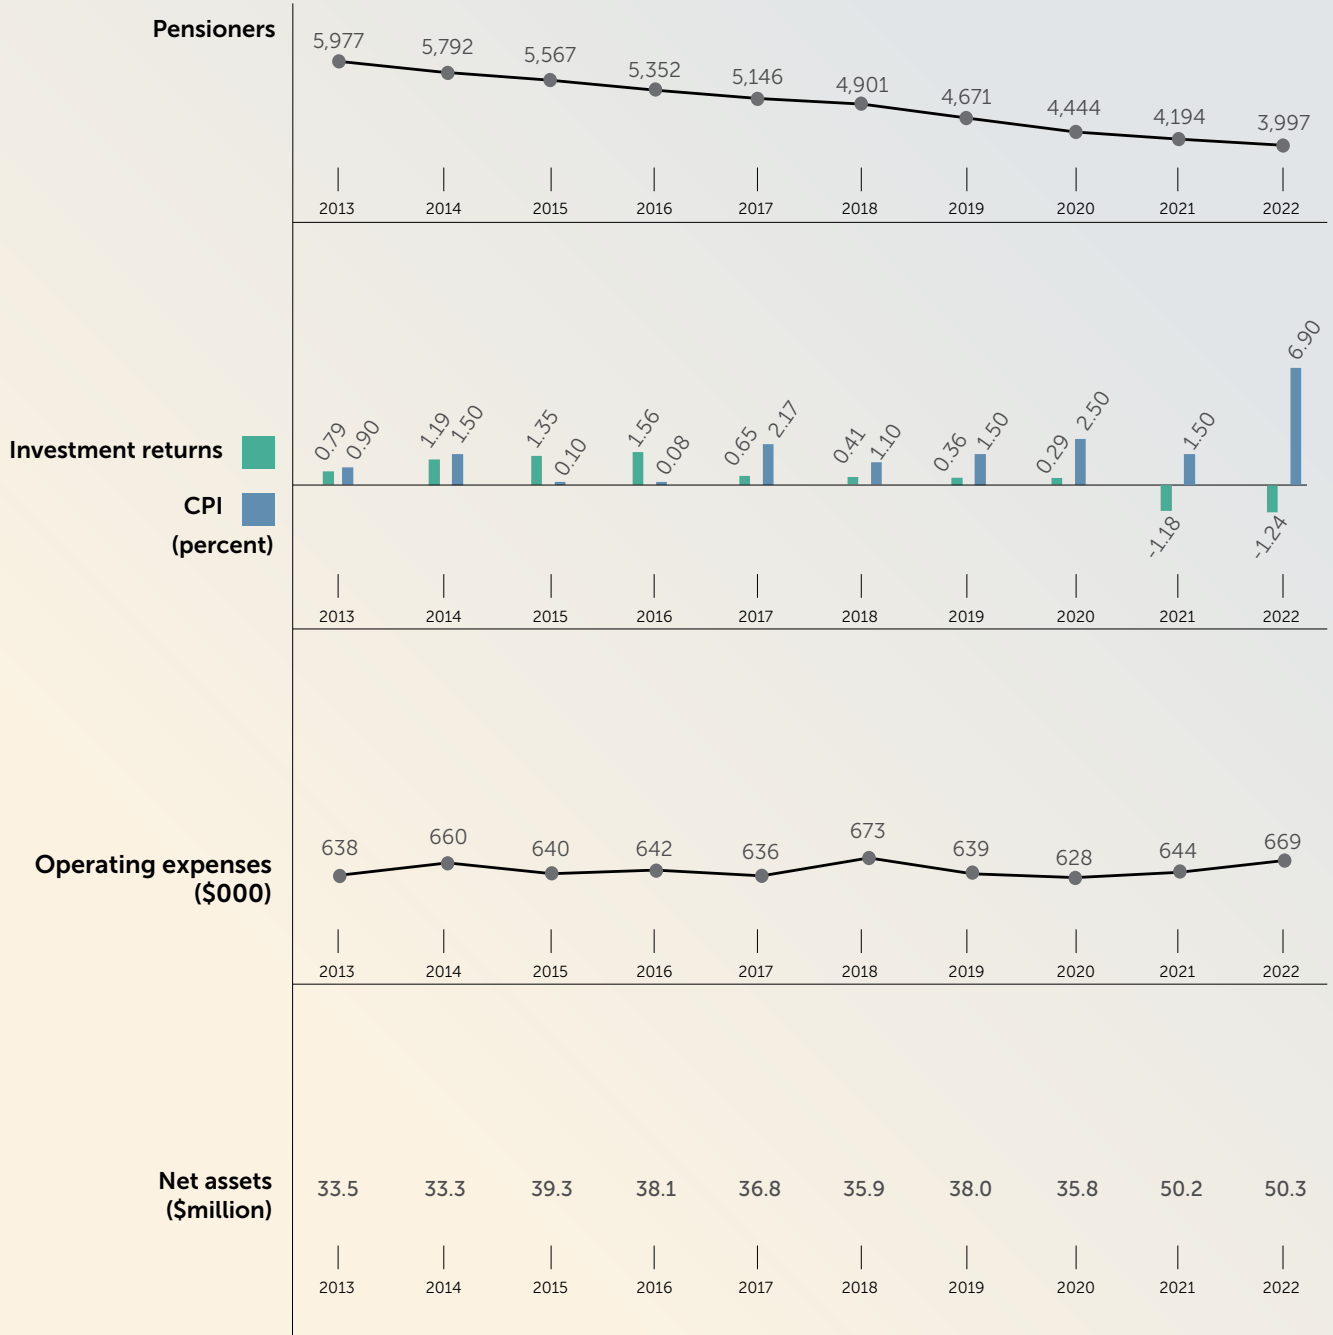 Pensioners
5,977 5,792 5,567 5,352 5,146 4,901 4,671 4,444 4,194 3,997
2013 2014 2015 2016 2017 2018 2019 2020 2021 2022
Investment returns
CPI
(percent)
0.79 0.90 1.19 1.50 1.35 0.10 1.56 0.08 0.65 2.17 0.41 1.10 0.36 1.50 0.29 2.50 -1.18 1.50 -1.24 6.90
2013 2014 2015 2016 2017 2018 2019 2020 2021 2022
Operating expenses
($000)
638 660 640 642 636 673 639 628 644 669
2013 2014 2015 2016 2017 2018 2019 2020 2021 2022
Net assets
($million)
33.5 33.3 39.3 38.1 36.8 35.9 38.0 35.8 50.2 50.3
2013 2014 2015 2016 2017 2018 2019 2020 2021 2022